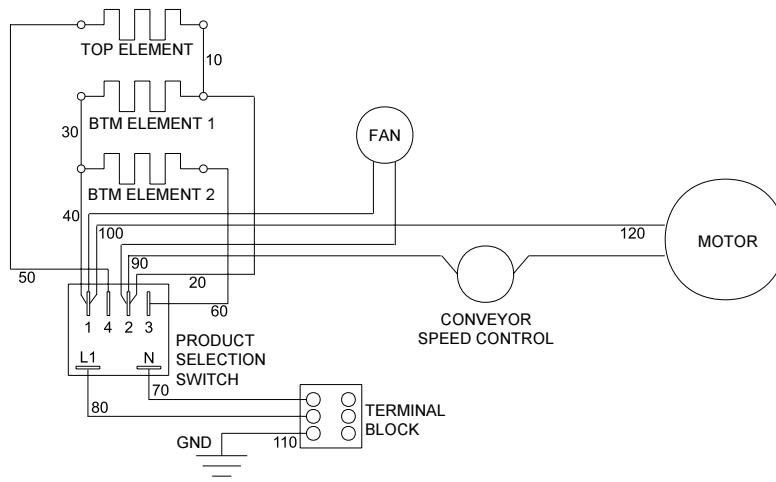 TOP ELEMENT
10
BTM ELEMENT 1
30
BTM ELEMENT 2
FAN
40
100
120
MOTOR
90
50
20
60
1 4 2 3
CONVEYOR
SPEED CONTROL
PRODUCT
SELECTION
SWITCH
L1 N
70
80
TERMINAL
BLOCK
GND
110